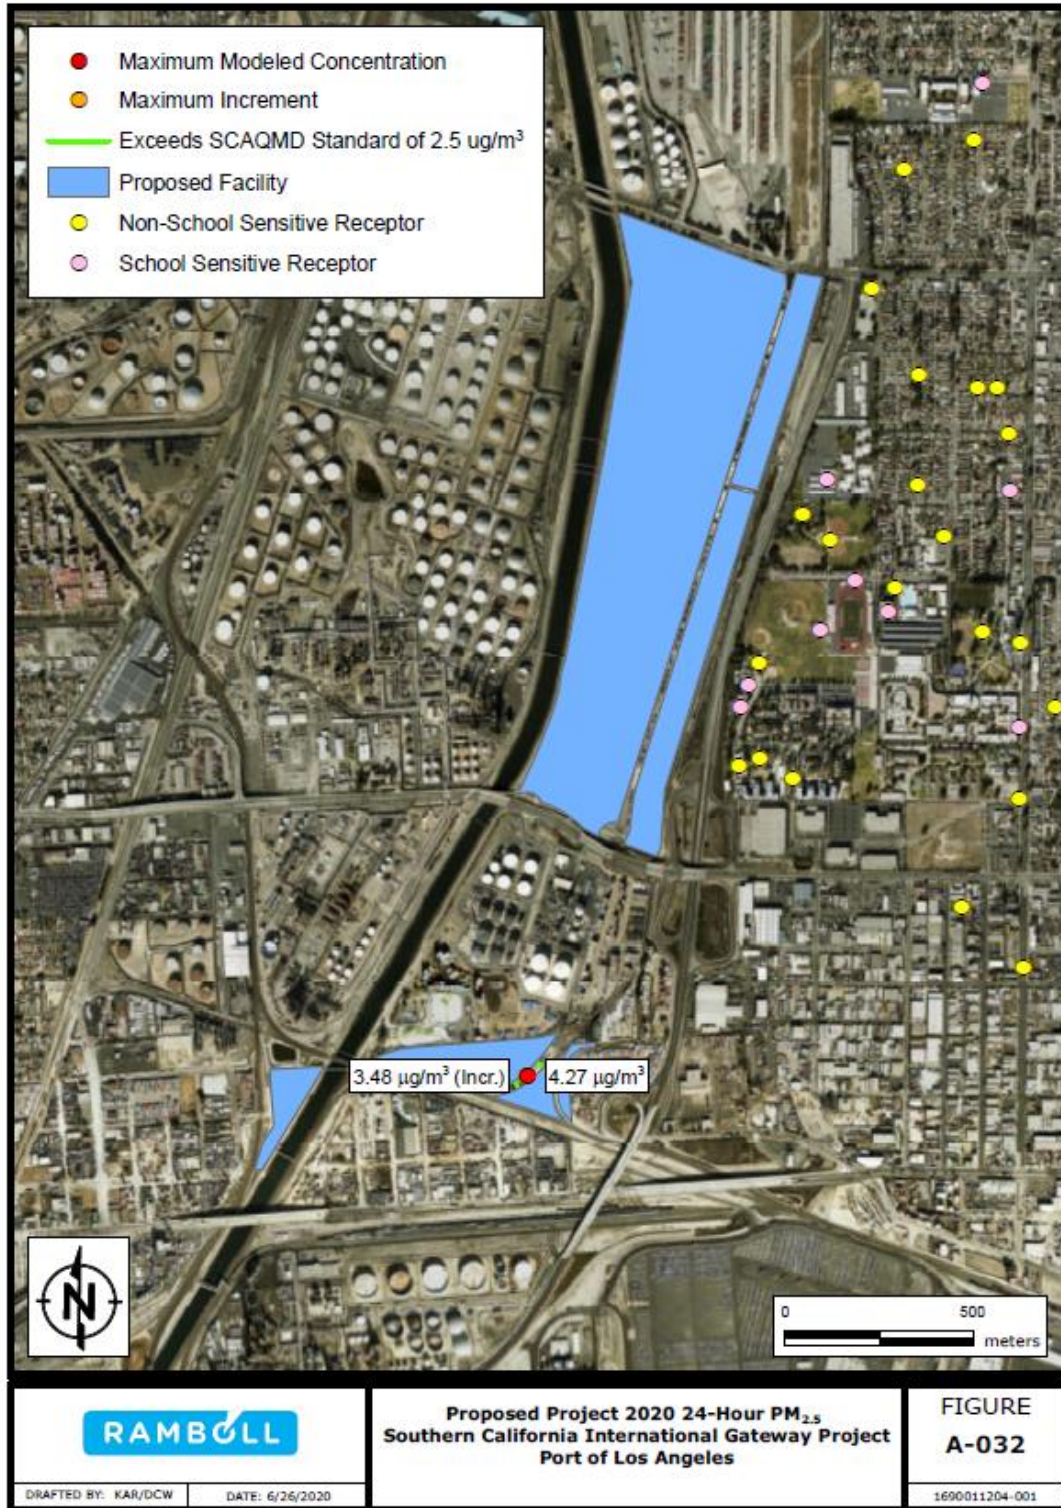 Maximum Modeled Concentration
Maximum Increment
Exceeds SCAQMD Standard of 2.5 ug/m³
Proposed Facility
Non-School Sensitive Receptor
School Sensitive Receptor
3.48 µg/m³ (Incr.)
4.27 µg/m³
N
0 500
meters
RAMBOLL
DRAFTED BY: KAR/DCW
DATE: 6/26/2020
Proposed Project 2020 24-Hour PM₂.₅
Southern California International Gateway Project
Port of Los Angeles
FIGURE
A-032
1690011204-001